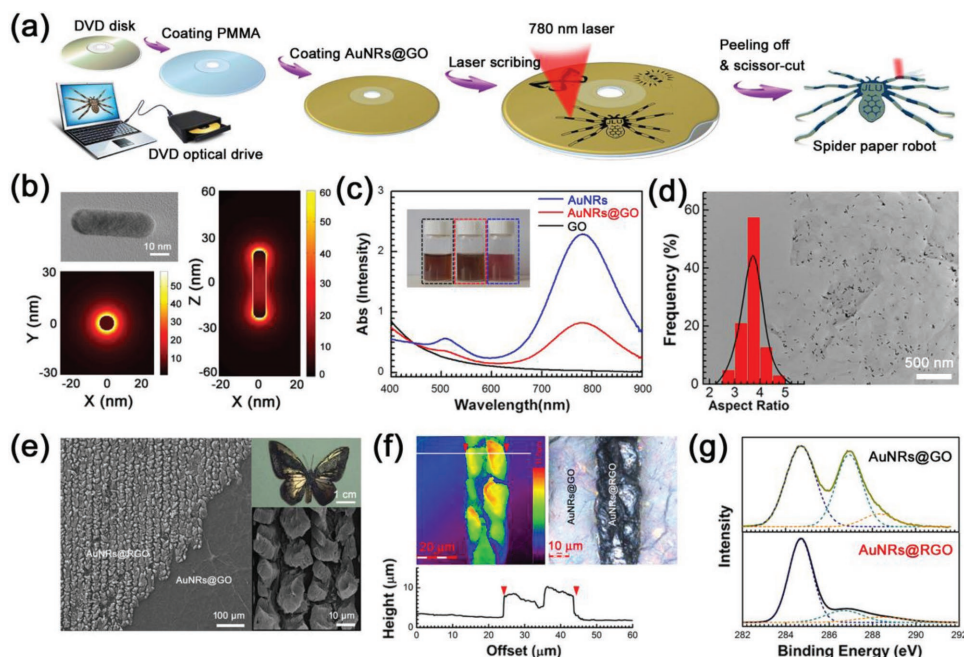 (a)
DVD disk
Coating PMMA
Coating AuNRs@GO
Laser scribing
780 nm laser
Peeling off
& scissor-cut
JLU
JLU
DVD optical drive
Spider paper robot
(b)
10 nm
Y (nm)
30
0
-30
-20 0 20
X (nm)
50
40
30
20
10
Z (nm)
60
30
0
-30
-60
-20 0 20
X (nm)
60
50
40
30
20
10
0
(c)
Abs (Intensity)
3
2
1
0
AuNRs
AuNRs@GO
GO
400 500 600 700 800 900
Wavelength(nm)
(d)
Frequency (%)
60
40
20
0
2 3 4 5
Aspect Ratio
500 nm
(e)
AuNRs@RGO
AuNRs@GO
100 μm
1 cm
10 μm
(f)
20 μm
AuNRs@GO
AuNRs@RGO
10 μm
Height (μm)
20
10
0
0 10 20 30 40 50 60
Offset (μm)
(g)
Intensity
AuNRs@GO
AuNRs@RGO
282 284 286 288 290 292
Binding Energy (eV)